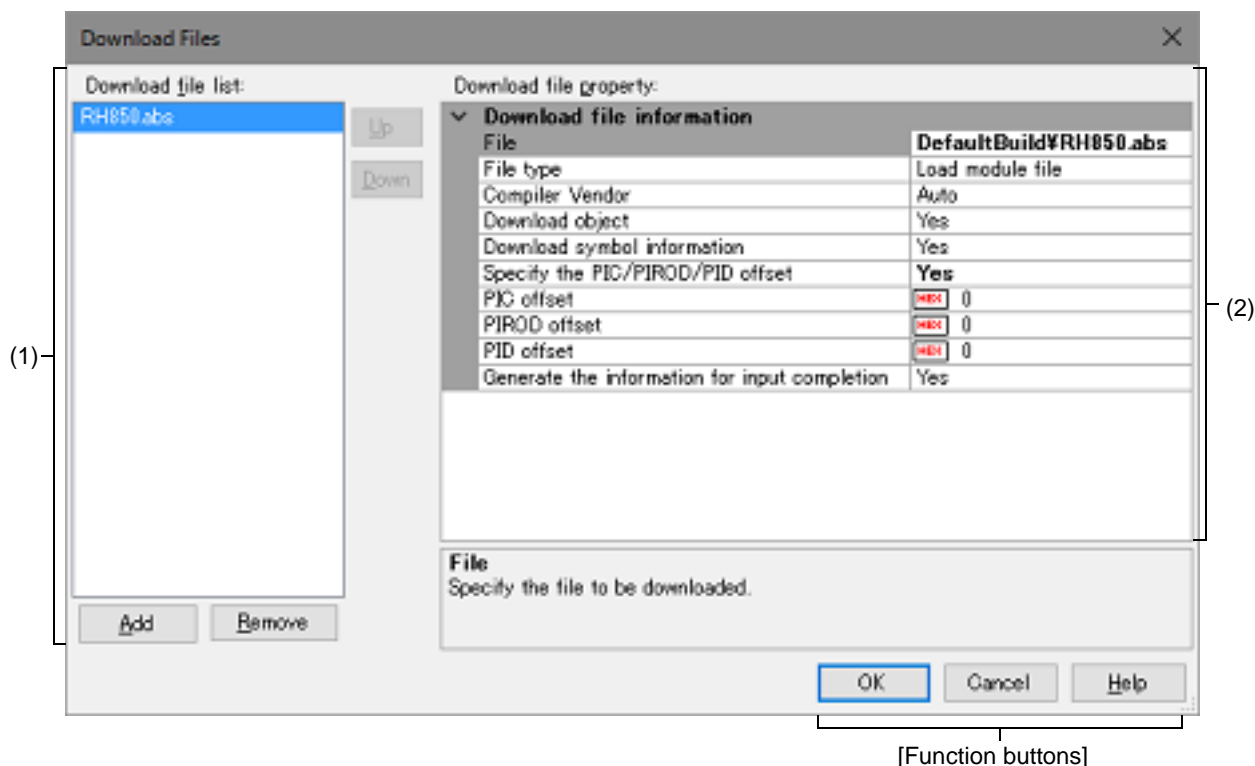 Download Files
Download file list:
RH850.abs
Up
Down
Add
Remove
Download file property:
Download file information
File DefaultBuild¥RH850.abs
File type Load module file
Compiler Vendor Auto
Download object Yes
Download symbol information Yes
Specify the PIC/PIROD/PID offset Yes
PIC offset HEX 0
PIROD offset HEX 0
PID offset HEX 0
Generate the information for input completion Yes
File
Specify the file to be downloaded.
OK Cancel Help
(1)
(2)
[Function buttons]